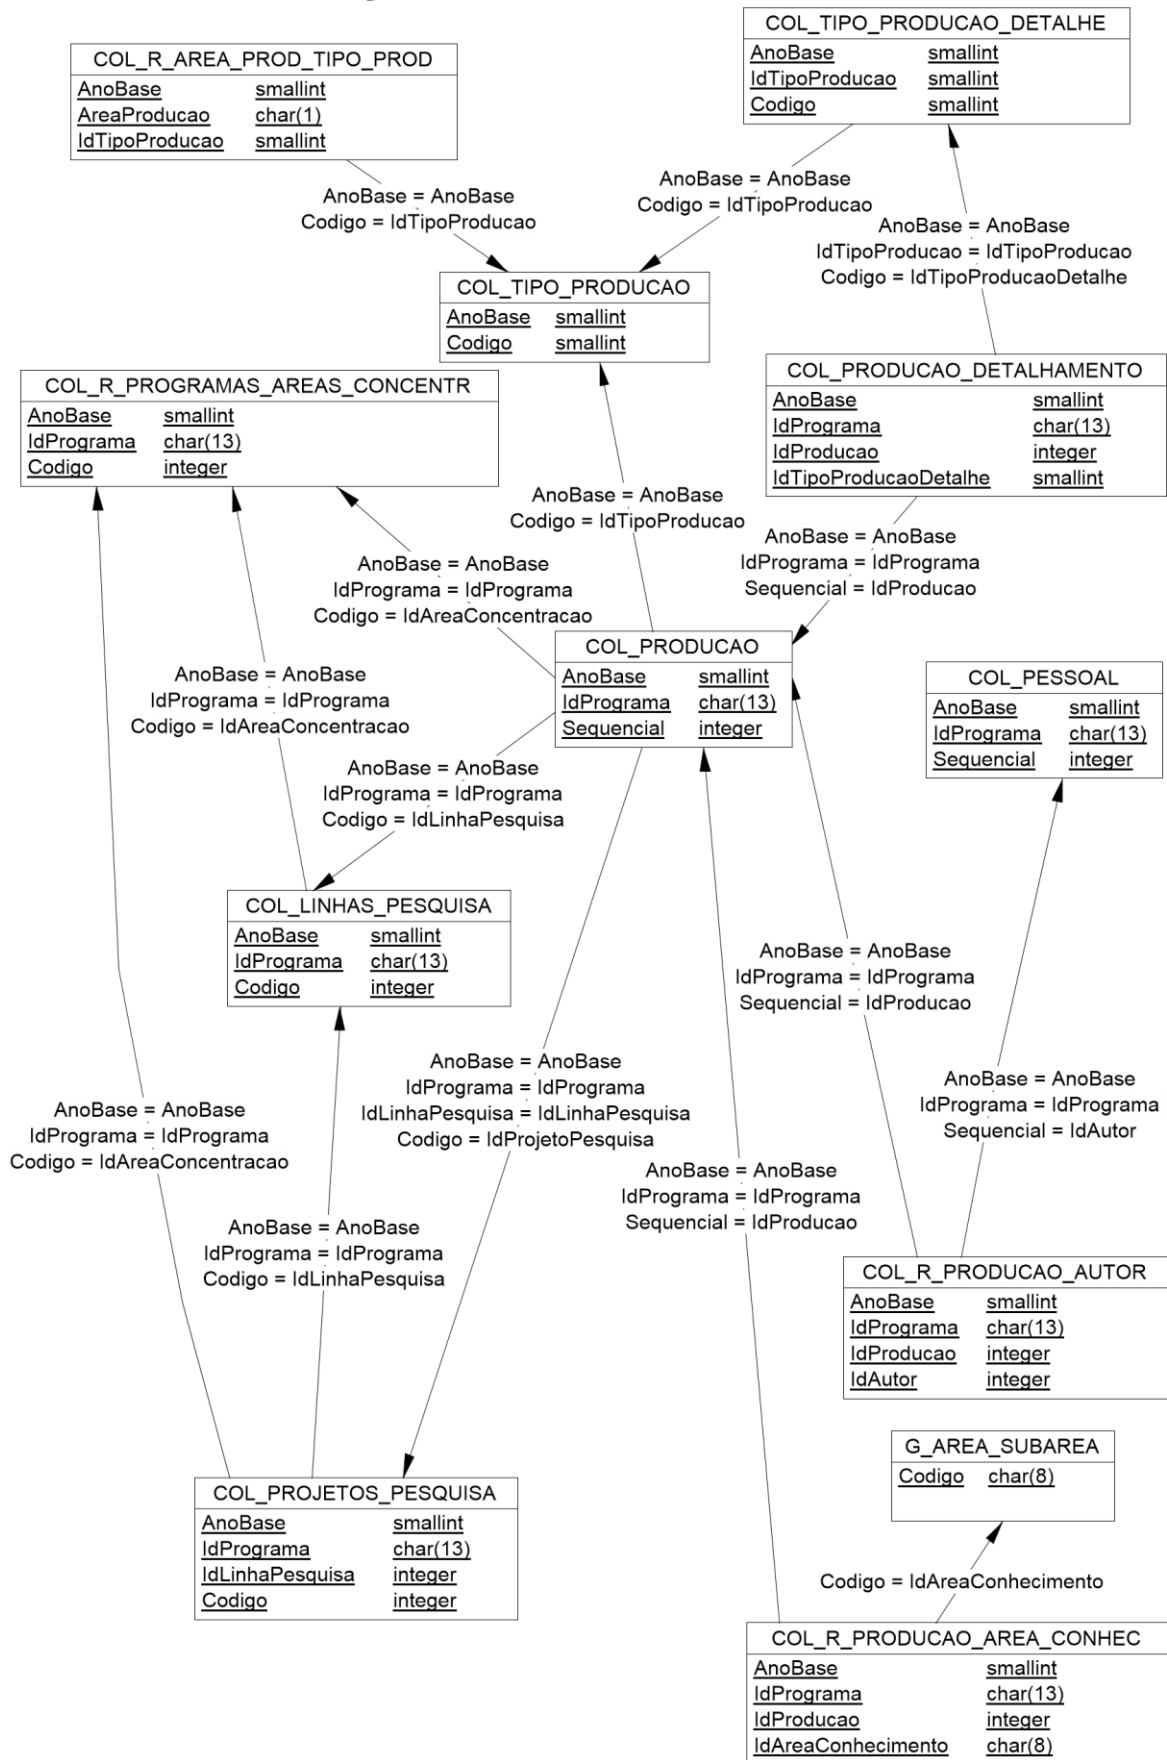 COL_TIPO_PRODUCAO_DETALHE
AnoBase smallint
IdTipoProducao smallint
Codigo smallint
COL_R_AREA_PROD_TIPO_PROD
AnoBase smallint
AreaProducao char(1)
IdTipoProducao smallint
AnoBase = AnoBase
Codigo = IdTipoProducao
AnoBase = AnoBase
Codigo = IdTipoProducao
AnoBase = AnoBase
IdTipoProducao = IdTipoProducao
Codigo = IdTipoProducaoDetalhe
COL_TIPO_PRODUCAO
AnoBase smallint
Codigo smallint
COL_PRODUCAO_DETALHAMENTO
AnoBase smallint
IdPrograma char(13)
IdProducao integer
IdTipoProducaoDetalhe smallint
COL_R_PROGRAMAS_AREAS_CONCENTR
AnoBase smallint
IdPrograma char(13)
Codigo integer
AnoBase = AnoBase
Codigo = IdTipoProducao
AnoBase = AnoBase
IdPrograma = IdPrograma
Sequencial = IdProducao
AnoBase = AnoBase
IdPrograma = IdPrograma
Codigo = IdAreaConcentracao
COL_PRODUCAO
AnoBase smallint
IdPrograma char(13)
Sequencial integer
COL_PESSOAL
AnoBase smallint
IdPrograma char(13)
Sequencial integer
AnoBase = AnoBase
IdPrograma = IdPrograma
Codigo = IdAreaConcentracao
AnoBase = AnoBase
IdPrograma = IdPrograma
Codigo = IdLinhaPesquisa
COL_LINHAS_PESQUISA
AnoBase smallint
IdPrograma char(13)
Codigo integer
AnoBase = AnoBase
IdPrograma = IdPrograma
Sequencial = IdProducao
AnoBase = AnoBase
IdPrograma = IdPrograma
IdLinhaPesquisa = IdLinhaPesquisa
Codigo = IdProjetoPesquisa
AnoBase = AnoBase
IdPrograma = IdPrograma
Sequencial = IdAutor
AnoBase = AnoBase
IdPrograma = IdPrograma
Codigo = IdAreaConcentracao
AnoBase = AnoBase
IdPrograma = IdPrograma
Sequencial = IdProducao
AnoBase = AnoBase
IdPrograma = IdPrograma
Codigo = IdLinhaPesquisa
COL_R_PRODUCAO_AUTOR
AnoBase smallint
IdPrograma char(13)
IdProducao integer
IdAutor integer
G_AREA_SUBAREA
Codigo char(8)
COL_PROJETOS_PESQUISA
AnoBase smallint
IdPrograma char(13)
IdLinhaPesquisa integer
Codigo integer
Codigo = IdAreaConhecimento
COL_R_PRODUCAO_AREA_CONHEC
AnoBase smallint
IdPrograma char(13)
IdProducao integer
IdAreaConhecimento char(8)